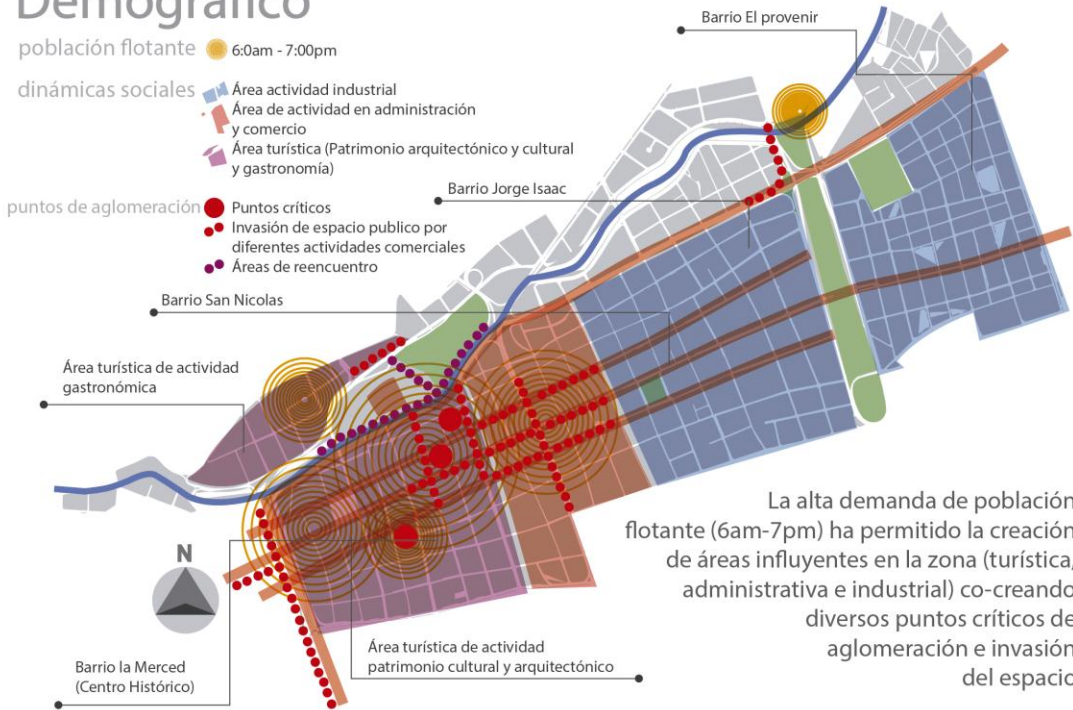 Demográfico
población flotante
6:0am - 7:00pm
dinámicas sociales
Área actividad industrial
Área de actividad en administración
y comercio
Área turística (Patrimonio arquitectónico y cultural
y gastronomía)
puntos de aglomeración
Puntos críticos
Invasión de espacio publico por
diferentes actividades comerciales
Áreas de reencuentro
Barrio El provenir
Barrio Jorge Isaac
Barrio San Nicolas
Área turística de actividad
gastronómica
N
Barrio la Merced
(Centro Histórico)
Área turística de actividad
patrimonio cultural y arquitectónico
La alta demanda de población
flotante (6am-7pm) ha permitido la creación
de áreas influyentes en la zona (turística,
administrativa e industrial) co-creando
diversos puntos críticos de
aglomeración e invasión
del espacio